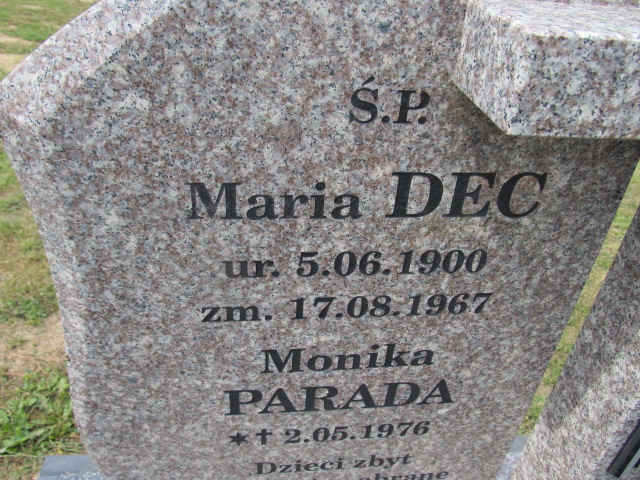 Ś.P.
Maria DEC
ur. 5.06.1900
zm. 17.08.1967
Monika
PARADA
*✝ 2.05.1976
Dzieci zbyt